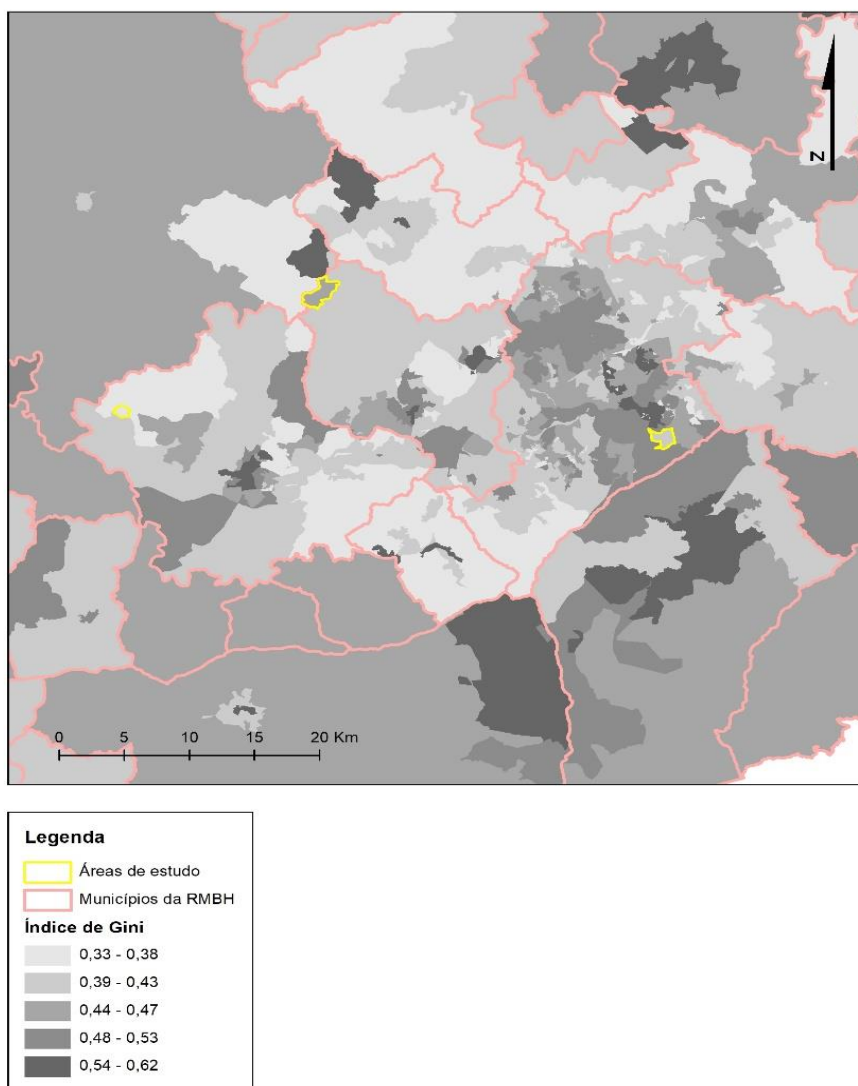 N
0 5 10 15 20 Km
Legenda
Áreas de estudo
Municípios da RMBH
Índice de Gini
0,33 - 0,38
0,39 - 0,43
0,44 - 0,47
0,48 - 0,53
0,54 - 0,62